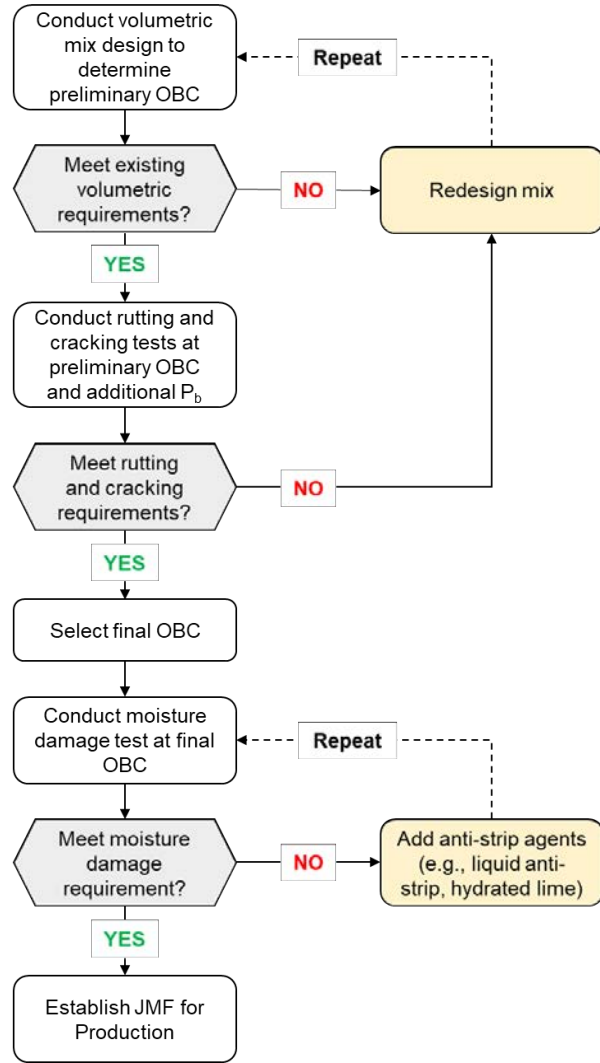 Conduct volumetric
mix design to
determine
preliminary OBC
Repeat
Meet existing
volumetric
requirements?
NO
Redesign mix
YES
Conduct rutting and
cracking tests at
preliminary OBC
and additional Pb
Meet rutting
and cracking
requirements?
NO
YES
Select final OBC
Conduct moisture
damage test at final
OBC
Repeat
Meet moisture
damage
requirement?
NO
Add anti-strip agents
(e.g., liquid anti-
strip, hydrated lime)
YES
Establish JMF for
Production